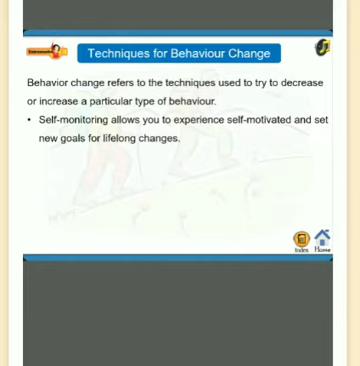 Techniques for Behaviour Change
Behavior change refers to the techniques used to try to decrease
or increase a particular type of behaviour.
• Self-monitoring allows you to experience self-motivated and set
new goals for lifelong changes.
Index Home